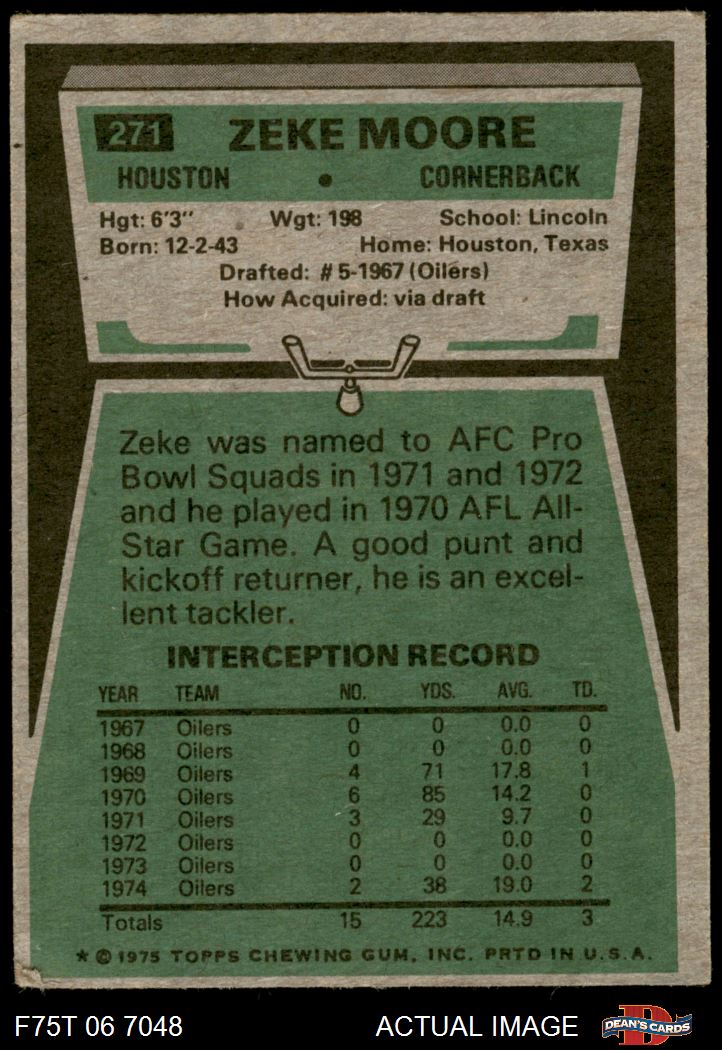 271 ZEKE MOORE
HOUSTON • CORNERBACK
Hgt: 6'3" Wgt: 198 School: Lincoln
Born: 12-2-43 Home: Houston, Texas
Drafted: # 5-1967 (Oilers)
How Acquired: via draft
Zeke was named to AFC Pro
Bowl Squads in 1971 and 1972
and he played in 1970 AFL All-
Star Game. A good punt and
kickoff returner, he is an excel-
lent tackler.
INTERCEPTION RECORD
YEAR TEAM NO. YDS. AVG. TD.
1967 Oilers 0 0 0.0 0
1968 Oilers 0 0 0.0 0
1969 Oilers 4 71 17.8 1
1970 Oilers 6 85 14.2 0
1971 Oilers 3 29 9.7 0
1972 Oilers 0 0 0.0 0
1973 Oilers 0 0 0.0 0
1974 Oilers 2 38 19.0 2
Totals 15 223 14.9 3
* © 1975 TOPPS CHEWING GUM, INC. PRTD IN U.S.A.
F75T 06 7048 ACTUAL IMAGE DEAN'S CARDS